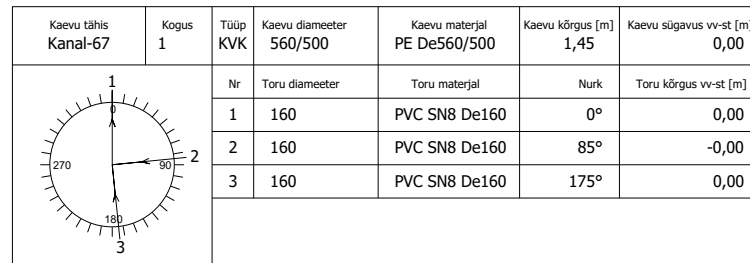 Kaevu tähis Kogus Tüüp Kaevu diameeter Kaevu materjal Kaevu kõrgus [m] Kaevu sügavus vv-st [m]
Kanal-67 1 KVK 560/500 PE De560/500 1,45 0,00
Nr Toru diameeter Toru materjal Nurk Toru kõrgus vv-st [m]
1 160 PVC SN8 De160 0° 0,00
2 160 PVC SN8 De160 85° -0,00
3 160 PVC SN8 De160 175° 0,00
1
0
270 90 2
180
3